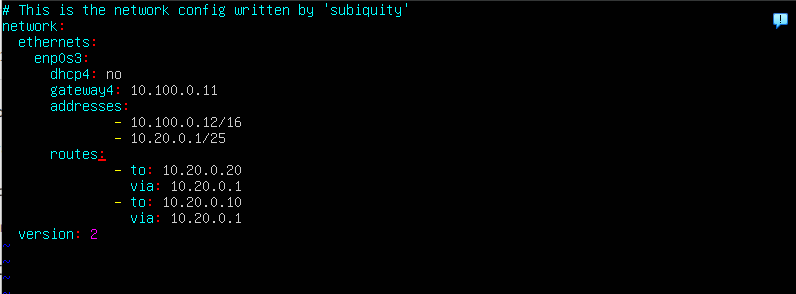 # This is the network config written by 'subiquity'
network:
  ethernets:
    enp0s3:
      dhcp4: no
      gateway4: 10.100.0.11
      addresses:
              - 10.100.0.12/16
              - 10.20.0.1/25
      routes:
              - to: 10.20.0.20
                via: 10.20.0.1
              - to: 10.20.0.10
                via: 10.20.0.1
  version: 2
~
~
~
~